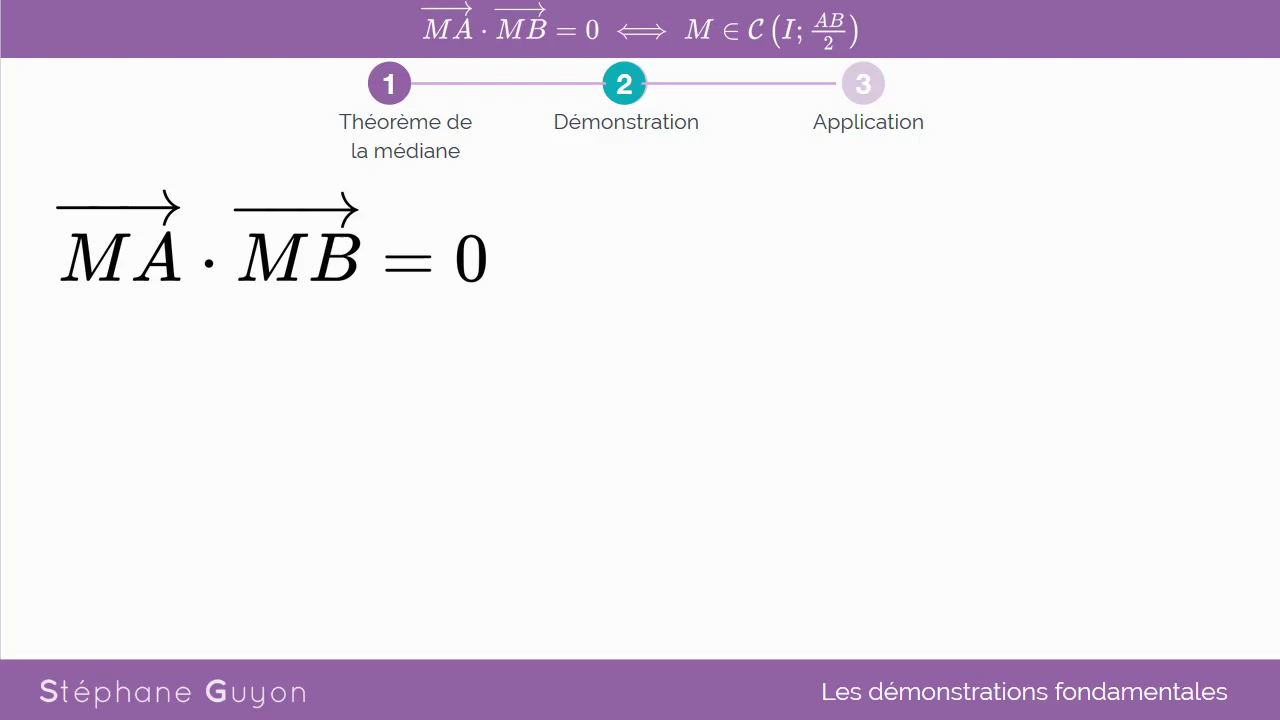 $\overrightarrow{MA} \cdot \overrightarrow{MB} = 0 \iff M \in \mathcal{C}\left(I; \frac{AB}{2}\right)$
1 2 3
Théorème de la médiane
Démonstration
Application
$\overrightarrow{MA} \cdot \overrightarrow{MB} = 0$
Stéphane Guyon
Les démonstrations fondamentales